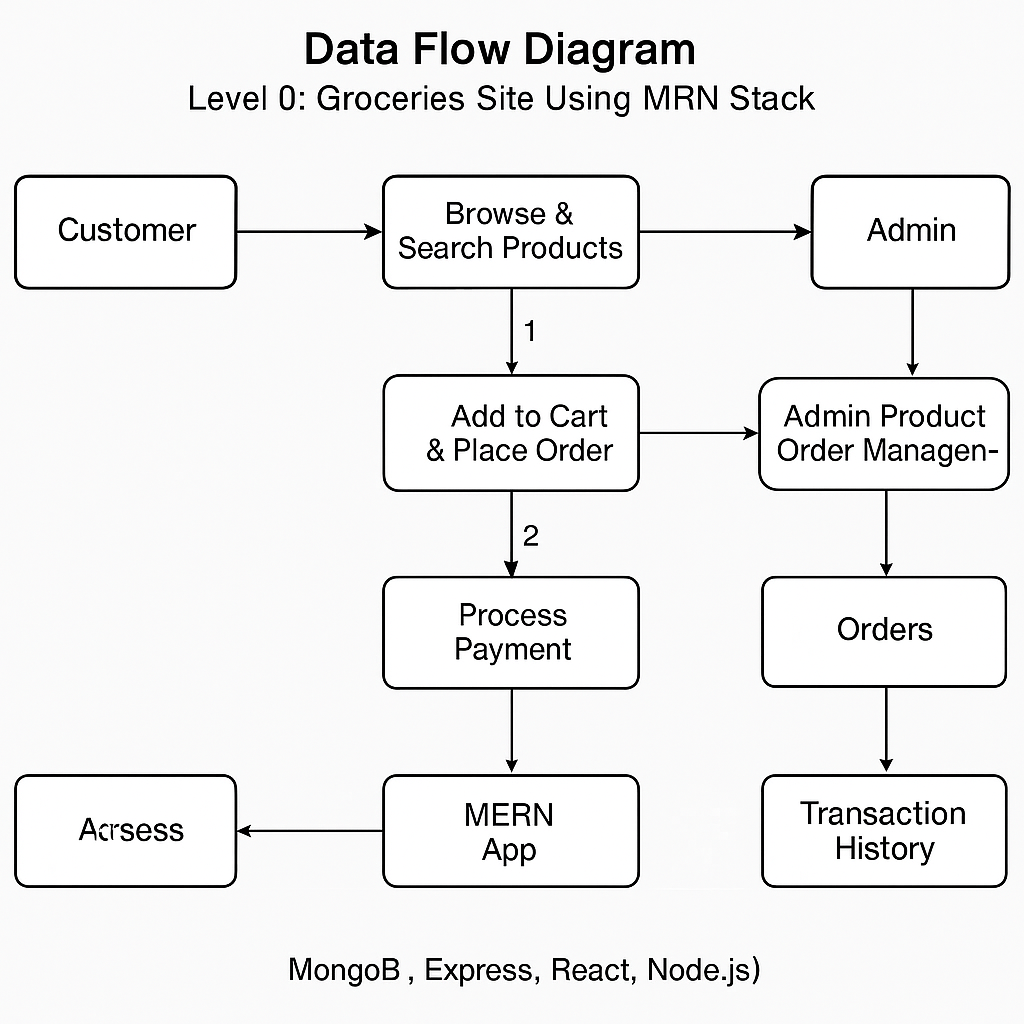 Data Flow Diagram
Level 0: Groceries Site Using MRN Stack
Customer
Browse &
Search Products
Admin
1
Add to Cart
& Place Order
Admin Product
Order Managen-
2
Process
Payment
Orders
MERN
App
Transaction
History
MongoB , Express, React, Node.js)